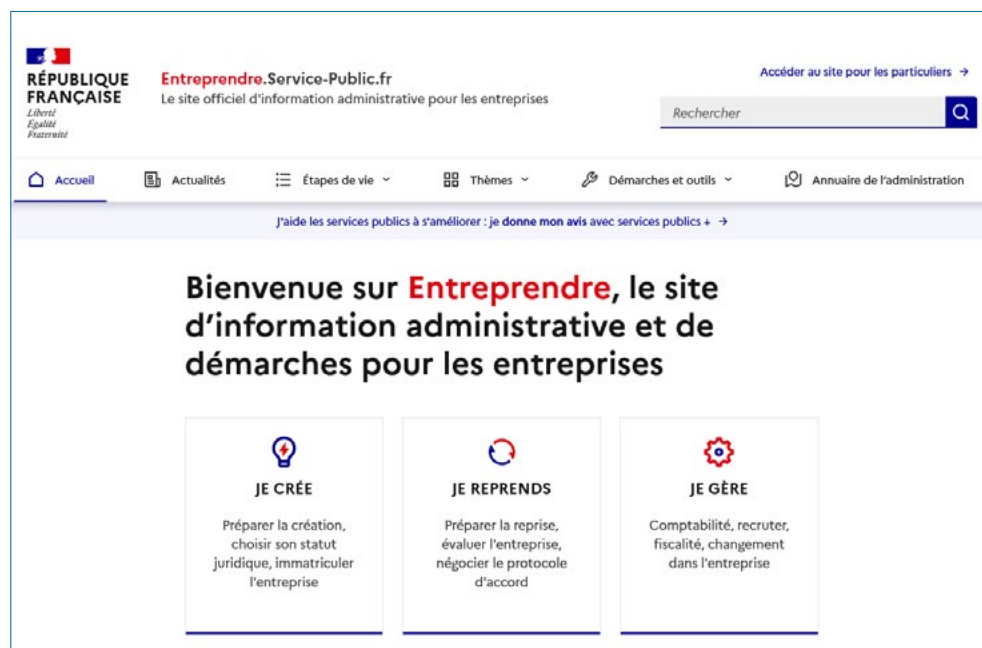 RÉPUBLIQUE
FRANÇAISE
Liberté
Égalité
Fraternité
Entreprendre.Service-Public.fr
Le site officiel d'information administrative pour les entreprises
Accéder au site pour les particuliers →
Rechercher
Accueil
Actualités
Étapes de vie
Thèmes
Démarches et outils
Annuaire de l'administration
J'aide les services publics à s'améliorer : je donne mon avis avec services publics + →
Bienvenue sur Entreprendre, le site
d'information administrative et de
démarches pour les entreprises
JE CRÉE
Préparer la création,
choisir son statut
juridique, immatriculer
l'entreprise
JE REPRENDS
Préparer la reprise,
évaluer l'entreprise,
négocier le protocole
d'accord
JE GÈRE
Comptabilité, recruter,
fiscalité, changement
dans l'entreprise